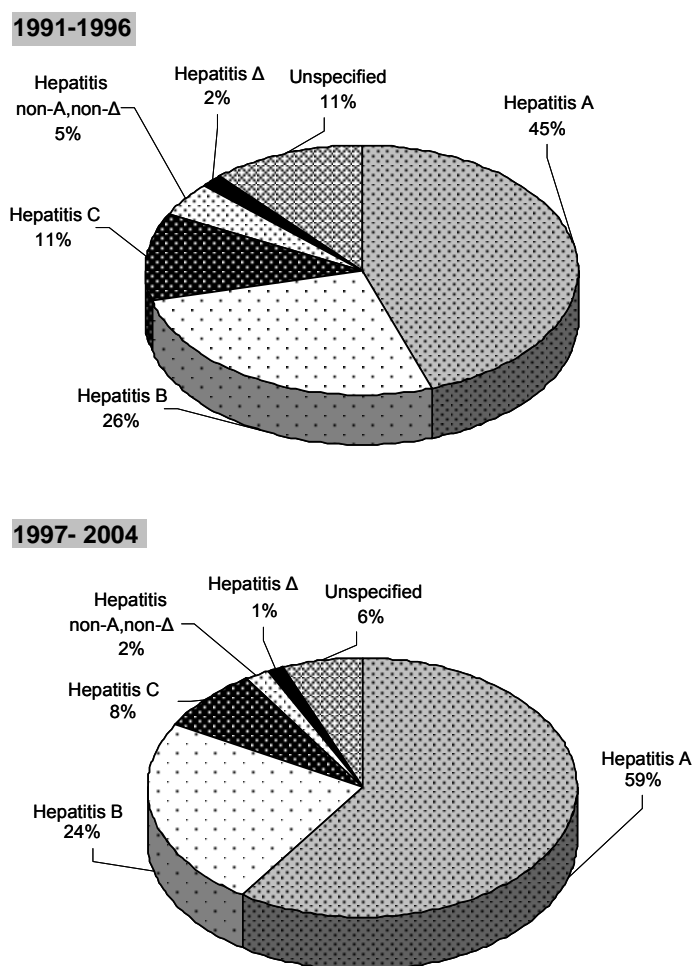 1991-1996
Hepatitis Δ
2%
Unspecified
11%
Hepatitis
non-A,non-Δ
5%
Hepatitis A
45%
Hepatitis C
11%
Hepatitis B
26%
1997- 2004
Hepatitis Δ
1%
Unspecified
6%
Hepatitis
non-A,non-Δ
2%
Hepatitis C
8%
Hepatitis A
59%
Hepatitis B
24%